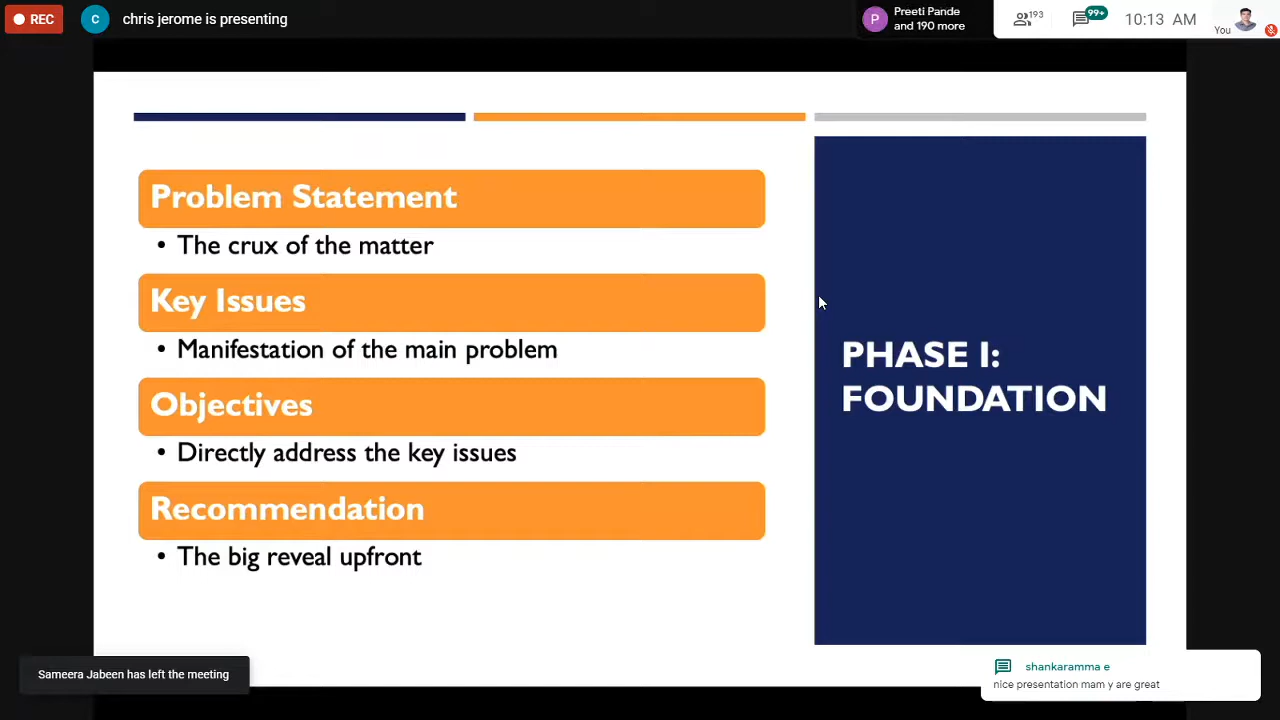 REC
C
chris jerome is presenting
P
Preeti Pande
and 190 more
193
99+
10:13 AM
You
Problem Statement
• The crux of the matter
Key Issues
• Manifestation of the main problem
Objectives
• Directly address the key issues
Recommendation
• The big reveal upfront
PHASE I:
FOUNDATION
Sameera Jabeen has left the meeting
shankaramma e
nice presentation mam y are great